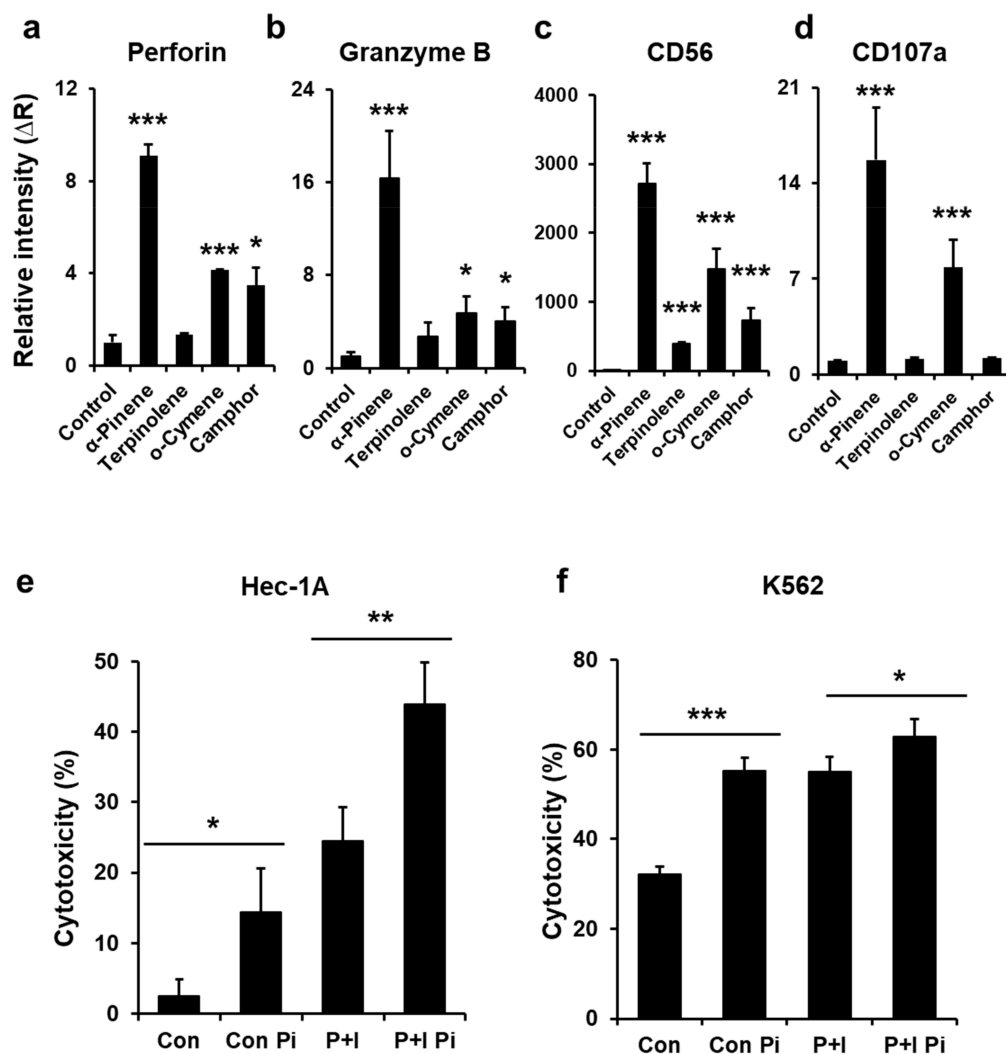 a
Perforin
Relative intensity (ΔR)
12
8
4
0
***
***
*
Control
α-Pinene
Terpinolene
o-Cymene
Camphor
b
Granzyme B
24
16
8
0
***
*
*
Control
α-Pinene
Terpinolene
o-Cymene
Camphor
c
CD56
4000
3000
2000
1000
0
***
***
***
***
Control
α-Pinene
Terpinolene
o-Cymene
Camphor
d
CD107a
21
14
7
0
***
***
Control
α-Pinene
Terpinolene
o-Cymene
Camphor
e
Hec-1A
Cytotoxicity (%)
50
40
30
20
10
0
*
**
Con
Con Pi
P+I
P+I Pi
f
K562
Cytotoxicity (%)
80
60
40
20
0
***
*
Con
Con Pi
P+I
P+I Pi